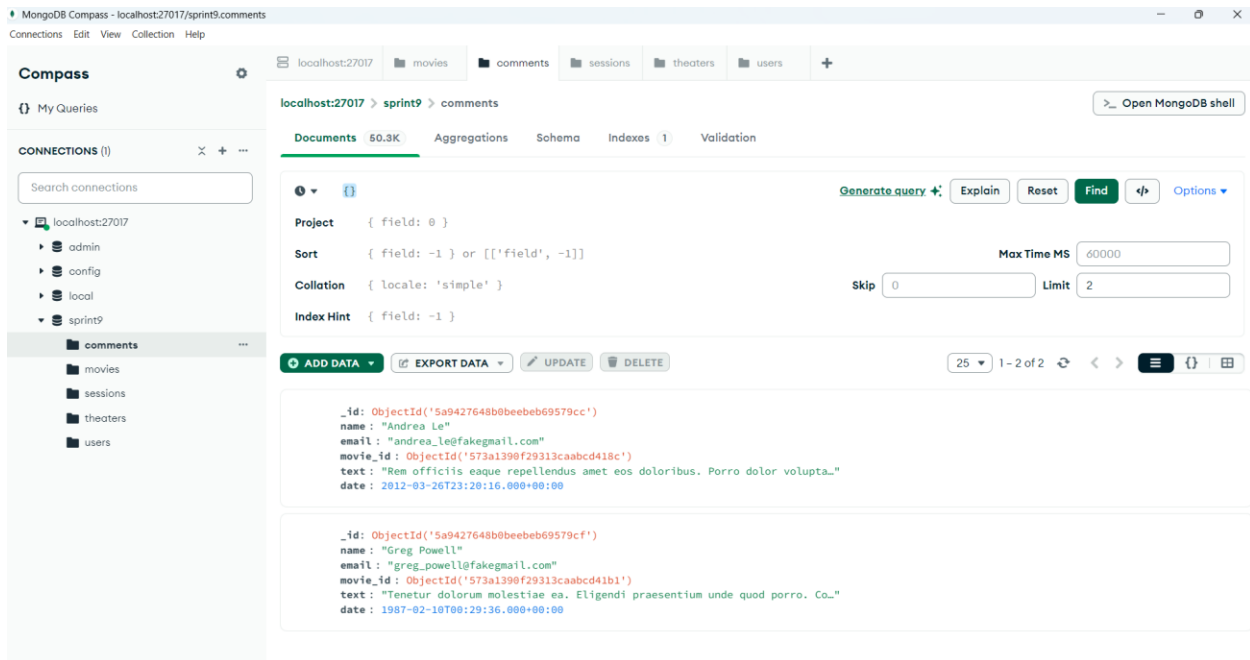 MongoDB Compass - localhost:27017/sprint9.comments
Connections Edit View Collection Help
Compass
{} My Queries
CONNECTIONS (1)
Search connections
localhost:27017
admin
config
local
sprint9
comments
movies
sessions
theaters
users
localhost:27017 movies comments sessions theaters users
localhost:27017 > sprint9 > comments
>_ Open MongoDB shell
Documents 50.3K Aggregations Schema Indexes 1 Validation
{} Generate query Explain Reset Find </> Options
Project { field: 0 }
Sort { field: -1 } or [['field', -1]] Max Time MS 60000
Collation { locale: 'simple' } Skip 0 Limit 2
Index Hint { field: -1 }
ADD DATA EXPORT DATA UPDATE DELETE 25 1 – 2 of 2 {}
_id: ObjectId('5a9427648b0beebeb69579cc')
name : "Andrea Le"
email : "andrea_le@fakegmail.com"
movie_id : ObjectId('573a1390f29313caabcd418c')
text : "Rem officiis eaque repellendus amet eos doloribus. Porro dolor volupta…"
date : 2012-03-26T23:20:16.000+00:00
_id: ObjectId('5a9427648b0beebeb69579cf')
name : "Greg Powell"
email : "greg_powell@fakegmail.com"
movie_id : ObjectId('573a1390f29313caabcd41b1')
text : "Tenetur dolorum molestiae ea. Eligendi praesentium unde quod porro. Co…"
date : 1987-02-10T00:29:36.000+00:00